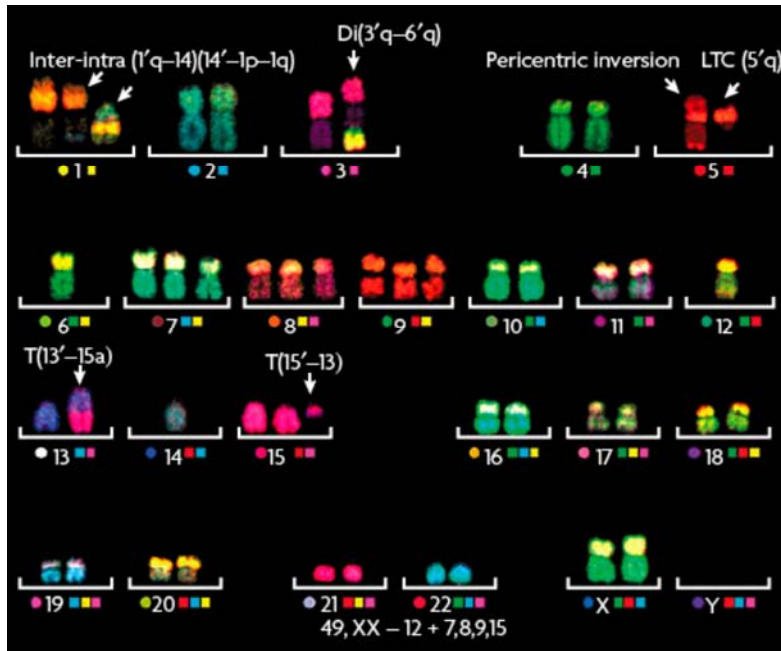 Di(3′q–6′q)
Inter-intra (1′q–14)(14′–1p–1q)
Pericentric inversion
LTC (5′q)
1
2
3
4
5
6
7
8
9
10
11
12
T(13′–15a)
T(15′–13)
13
14
15
16
17
18
19
20
21
22
X
Y
49, XX – 12 + 7,8,9,15